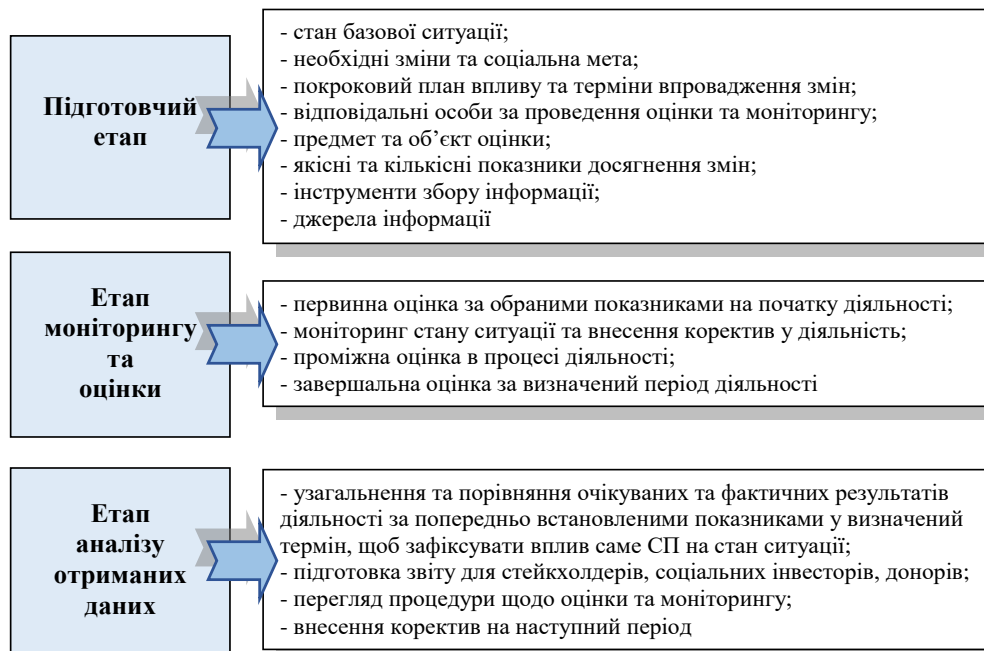 Підготовчий
етап
- стан базової ситуації;
- необхідні зміни та соціальна мета;
- покроковий план впливу та терміни впровадження змін;
- відповідальні особи за проведення оцінки та моніторингу;
- предмет та об’єкт оцінки;
- якісні та кількісні показники досягнення змін;
- інструменти збору інформації;
- джерела інформації
Етап
моніторингу
та
оцінки
- первинна оцінка за обраними показниками на початку діяльності;
- моніторинг стану ситуації та внесення коректив у діяльність;
- проміжна оцінка в процесі діяльності;
- завершальна оцінка за визначений період діяльності
Етап
аналізу
отриманих
даних
- узагальнення та порівняння очікуваних та фактичних результатів
діяльності за попередньо встановленими показниками у визначений
термін, щоб зафіксувати вплив саме СП на стан ситуації;
- підготовка звіту для стейкхолдерів, соціальних інвесторів, донорів;
- перегляд процедури щодо оцінки та моніторингу;
- внесення коректив на наступний період